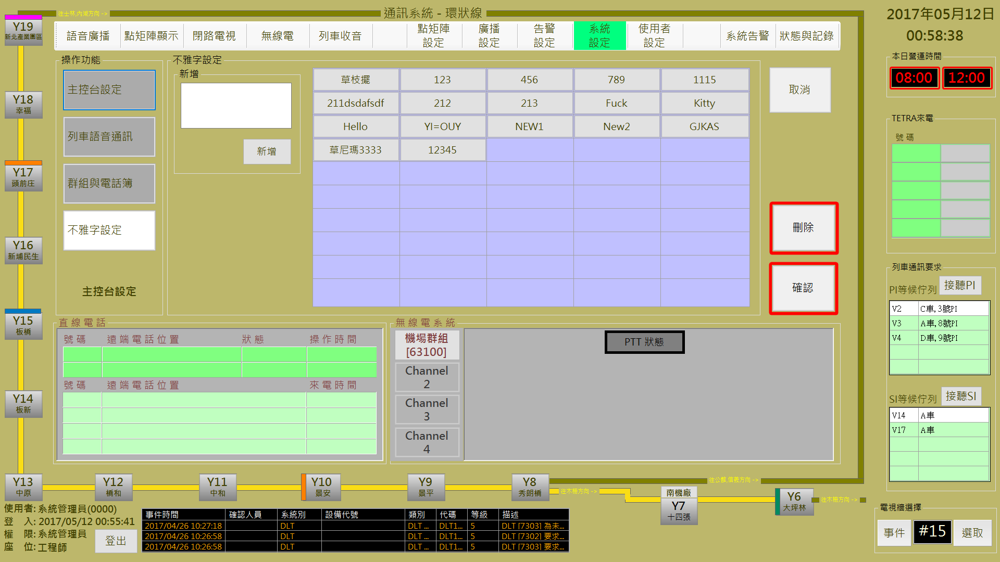 往士林,內湖方向 ->
通訊系統 - 環狀線
2017年05月12日
00:58:38
語音廣播
點矩陣顯示
閉路電視
無線電
列車收音
點矩陣
設定
廣播
設定
告警
設定
系統
設定
使用者
設定
系統告警
狀態與記錄
Y19
新北產業園區
Y18
幸福
Y17
頭前庄
Y16
新埔民生
Y15
板橋
Y14
板新
Y13
中原
操作功能
主控台設定
列車語音通訊
群組與電話簿
不雅字設定
主控台設定
不雅字設定
新增
新增
草枝擺 123 456 789 1115
211dsdafsdf 212 213 Fuck Kitty
Hello YI=OUY NEW1 New2 GJKAS
草尼瑪3333 12345
取消
刪除
確認
本日營運時間
08:00 12:00
TETRA來電
號 碼
列車通訊要求
PI等候佇列 接聽PI
V2 C車,3號PI
V3 A車,8號PI
V4 D車,9號PI
SI等候佇列 接聽SI
V14 A車
V17 A車
直 線 電 話
號 碼 遠 端 電 話 位 置 狀 態 操 作 時 間
號 碼 遠 端 電 話 位 置 來 電 時 間
無 線 電 系 統
機場群組
[63100]
Channel
2
Channel
3
Channel
4
PTT 狀態
Y12
橋和
Y11
中和
Y10
景安
Y9
景平
Y8
秀朗橋
往公館,信義方向 ->
往木柵方向 ->
南機廠
Y7
十四張
Y6
大坪林
往木柵方向 ->
使用者: 系統管理員(0000)
登 入: 2017/05/12 00:55:41
權 限: 系統管理員
座 位: 工程師
登出
事件時間 確認人員 系統別 設備代號 類別 代碼 等級 描述
2017/04/26 10:27:18 DLT DLT ... DLT1... 5 DLT [7303] 為未...
2017/04/26 10:26:58 DLT DLT ... DLT1... 5 DLT [7302] 要求...
2017/04/26 10:26:58 DLT DLT ... DLT1... 5 DLT [7303] 要求...
電視牆選擇
事件 #15 選取